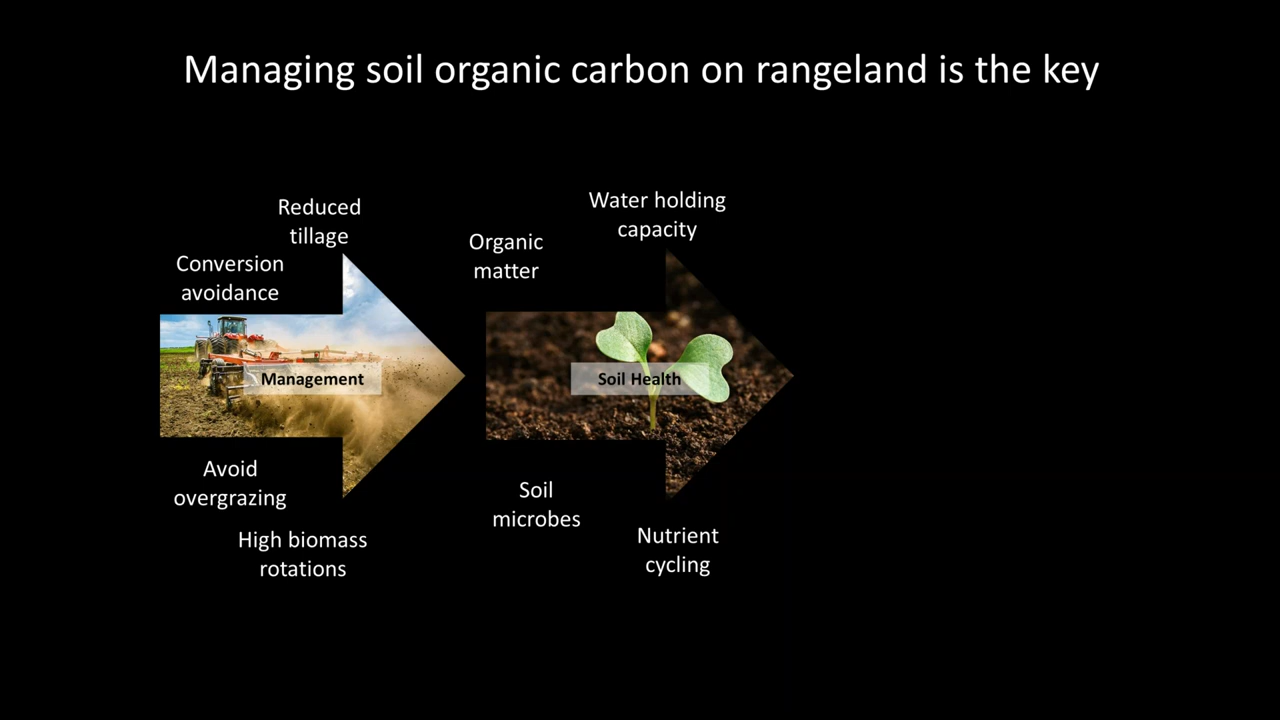 Managing soil organic carbon on rangeland is the key
Reduced
tillage
Conversion
avoidance
Management
Avoid
overgrazing
High biomass
rotations
Water holding
capacity
Organic
matter
Soil Health
Soil
microbes
Nutrient
cycling